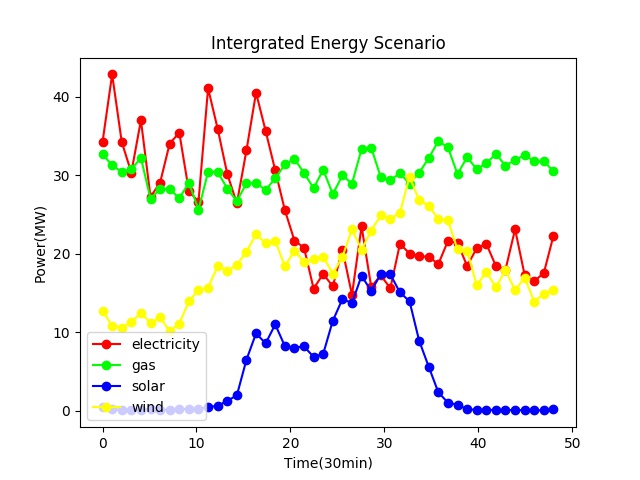 Intergrated Energy Scenario
Power(MW)
40
30
20
10
0
electricity
gas
solar
wind
0 10 20 30 40 50
Time(30min)